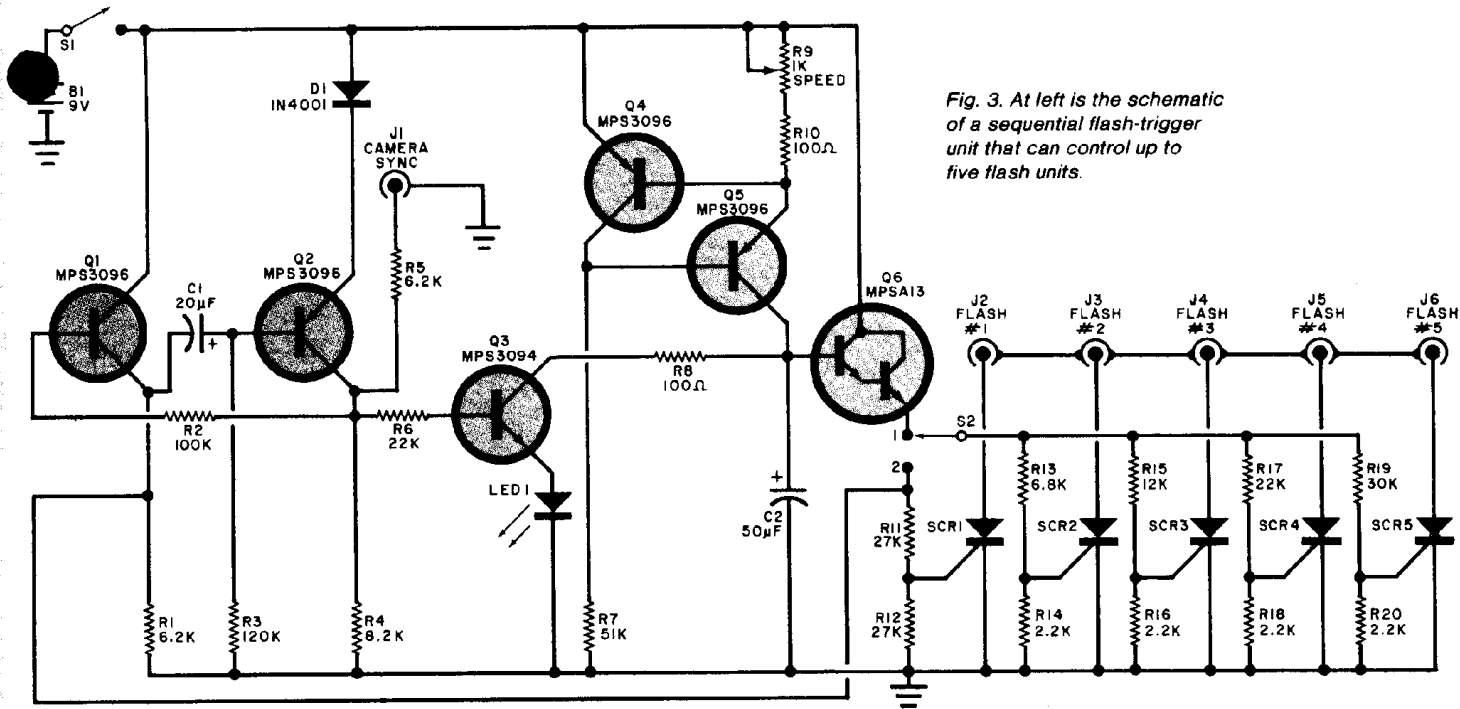 S1
B1
9V
D1
1N4001
J1
CAMERA
SYNC
Q1
MPS3096
C1
20µF
+
Q2
MPS3096
R5
6.2K
Q3
MPS3094
Q4
MPS3096
R9
1K
SPEED
R10
100Ω
Q5
MPS3096
Q6
MPSA13
R8
100Ω
R2
100K
R6
22K
LED1
+
C2
50µF
R1
6.2K
R3
120K
R4
8.2K
R7
51K
1
S2
2
R11
27K
R12
27K
Fig. 3. At left is the schematic
of a sequential flash-trigger
unit that can control up to
five flash units.
J2
FLASH
#1
J3
FLASH
#2
J4
FLASH
#3
J5
FLASH
#4
J6
FLASH
#5
R13
6.8K
R15
12K
R17
22K
R19
30K
SCR1
SCR2
SCR3
SCR4
SCR5
R14
2.2K
R16
2.2K
R18
2.2K
R20
2.2K